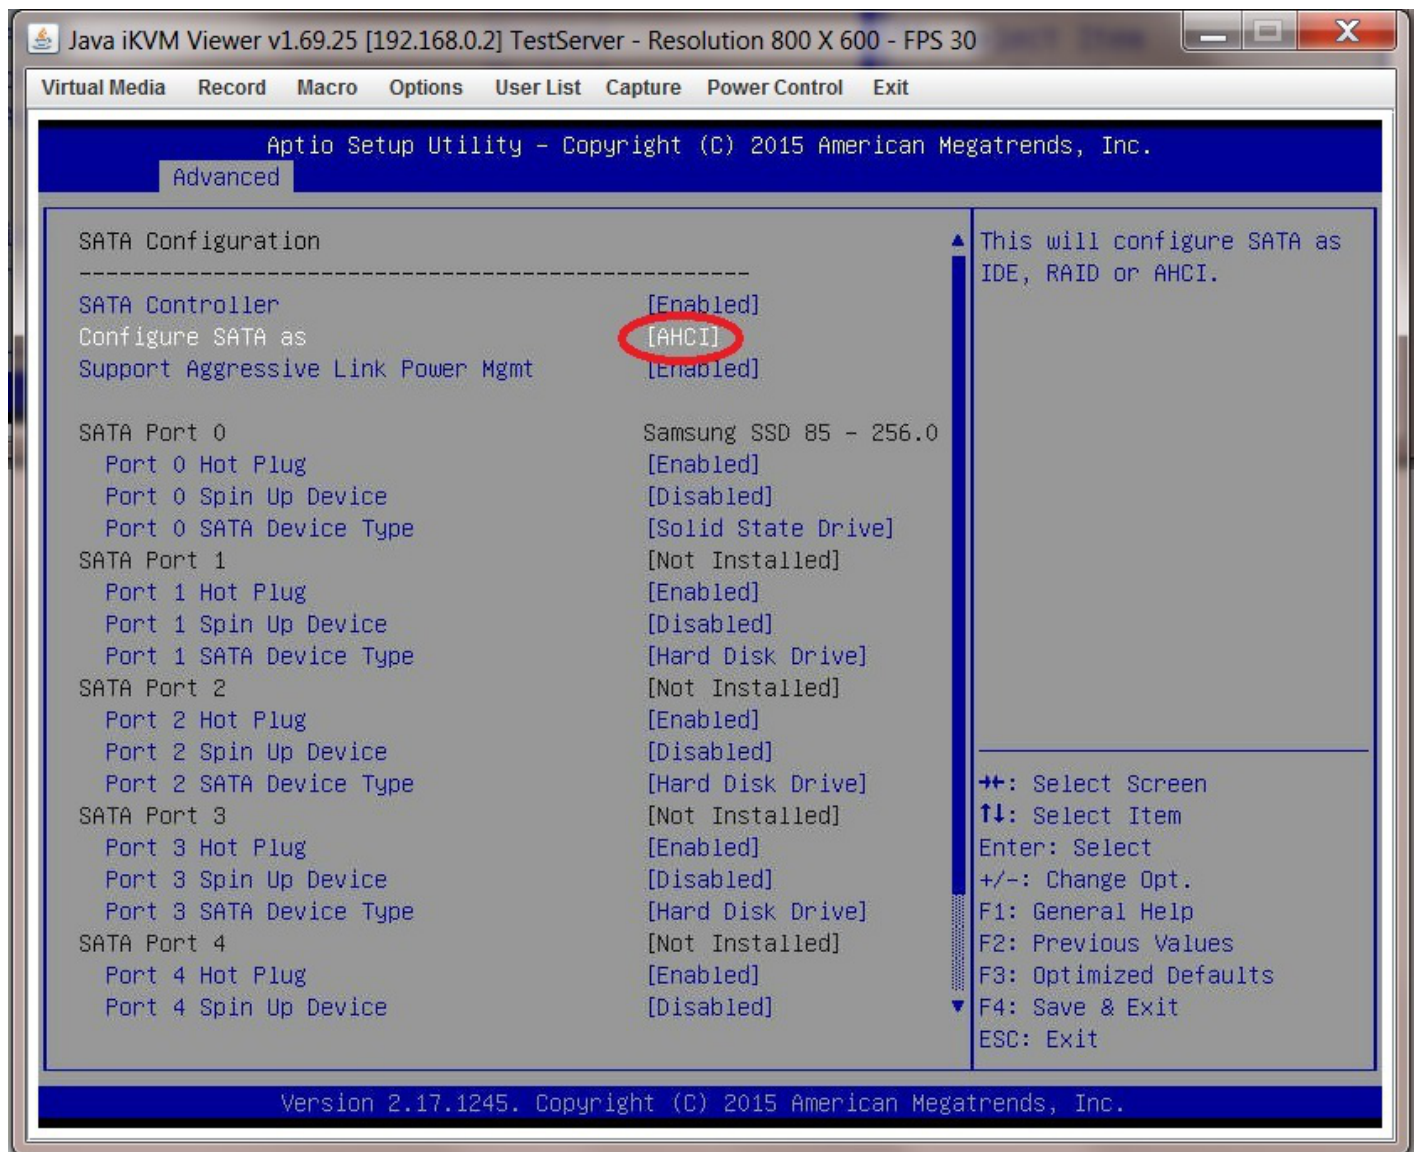 Java iKVM Viewer v1.69.25 [192.168.0.2] TestServer - Resolution 800 X 600 - FPS 30
Virtual Media Record Macro Options User List Capture Power Control Exit
Aptio Setup Utility – Copyright (C) 2015 American Megatrends, Inc.
Advanced
SATA Configuration
SATA Controller [Enabled]
Configure SATA as [AHCI]
Support Aggressive Link Power Mgmt [Enabled]
SATA Port 0 Samsung SSD 85 – 256.0
Port 0 Hot Plug [Enabled]
Port 0 Spin Up Device [Disabled]
Port 0 SATA Device Type [Solid State Drive]
SATA Port 1 [Not Installed]
Port 1 Hot Plug [Enabled]
Port 1 Spin Up Device [Disabled]
Port 1 SATA Device Type [Hard Disk Drive]
SATA Port 2 [Not Installed]
Port 2 Hot Plug [Enabled]
Port 2 Spin Up Device [Disabled]
Port 2 SATA Device Type [Hard Disk Drive]
SATA Port 3 [Not Installed]
Port 3 Hot Plug [Enabled]
Port 3 Spin Up Device [Disabled]
Port 3 SATA Device Type [Hard Disk Drive]
SATA Port 4 [Not Installed]
Port 4 Hot Plug [Enabled]
Port 4 Spin Up Device [Disabled]
This will configure SATA as
IDE, RAID or AHCI.
→←: Select Screen
↑↓: Select Item
Enter: Select
+/-: Change Opt.
F1: General Help
F2: Previous Values
F3: Optimized Defaults
F4: Save & Exit
ESC: Exit
Version 2.17.1245. Copyright (C) 2015 American Megatrends, Inc.